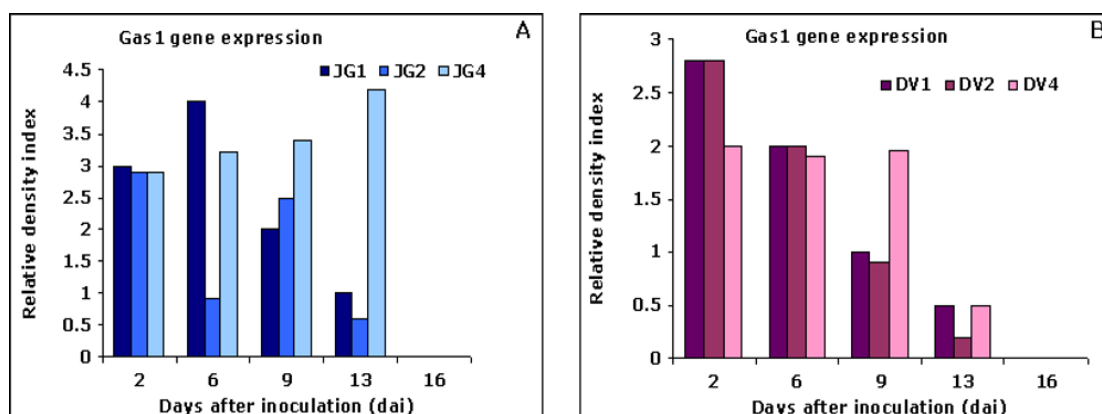 A
Gas1 gene expression
JG1 JG2 JG4
Relative density index
4.5
4
3.5
3
2.5
2
1.5
1
0.5
0
2 6 9 13 16
Days after inoculation (dai)
B
Gas1 gene expression
DV1 DV2 DV4
Relative density index
3
2.5
2
1.5
1
0.5
0
2 6 9 13 16
Days after inoculation (dai)